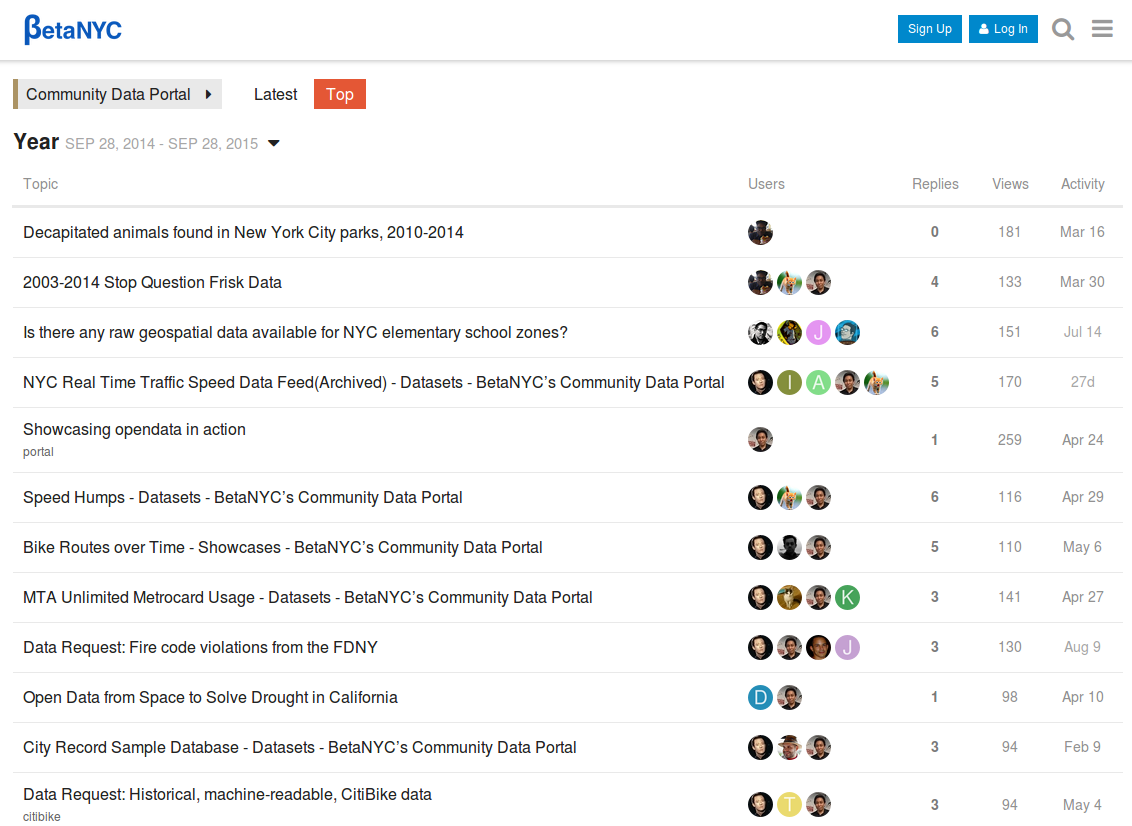 βetaNYC
Sign Up Log In
Community Data Portal Latest Top
Year SEP 28, 2014 - SEP 28, 2015
Topic Users Replies Views Activity
Decapitated animals found in New York City parks, 2010-2014 0 181 Mar 16
2003-2014 Stop Question Frisk Data 4 133 Mar 30
Is there any raw geospatial data available for NYC elementary school zones? J 6 151 Jul 14
NYC Real Time Traffic Speed Data Feed(Archived) - Datasets - BetaNYC’s Community Data Portal I A 5 170 27d
Showcasing opendata in action 1 259 Apr 24
portal
Speed Humps - Datasets - BetaNYC’s Community Data Portal 6 116 Apr 29
Bike Routes over Time - Showcases - BetaNYC’s Community Data Portal 5 110 May 6
MTA Unlimited Metrocard Usage - Datasets - BetaNYC’s Community Data Portal K 3 141 Apr 27
Data Request: Fire code violations from the FDNY J 3 130 Aug 9
Open Data from Space to Solve Drought in California D 1 98 Apr 10
City Record Sample Database - Datasets - BetaNYC’s Community Data Portal 3 94 Feb 9
Data Request: Historical, machine-readable, CitiBike data T 3 94 May 4
citibike